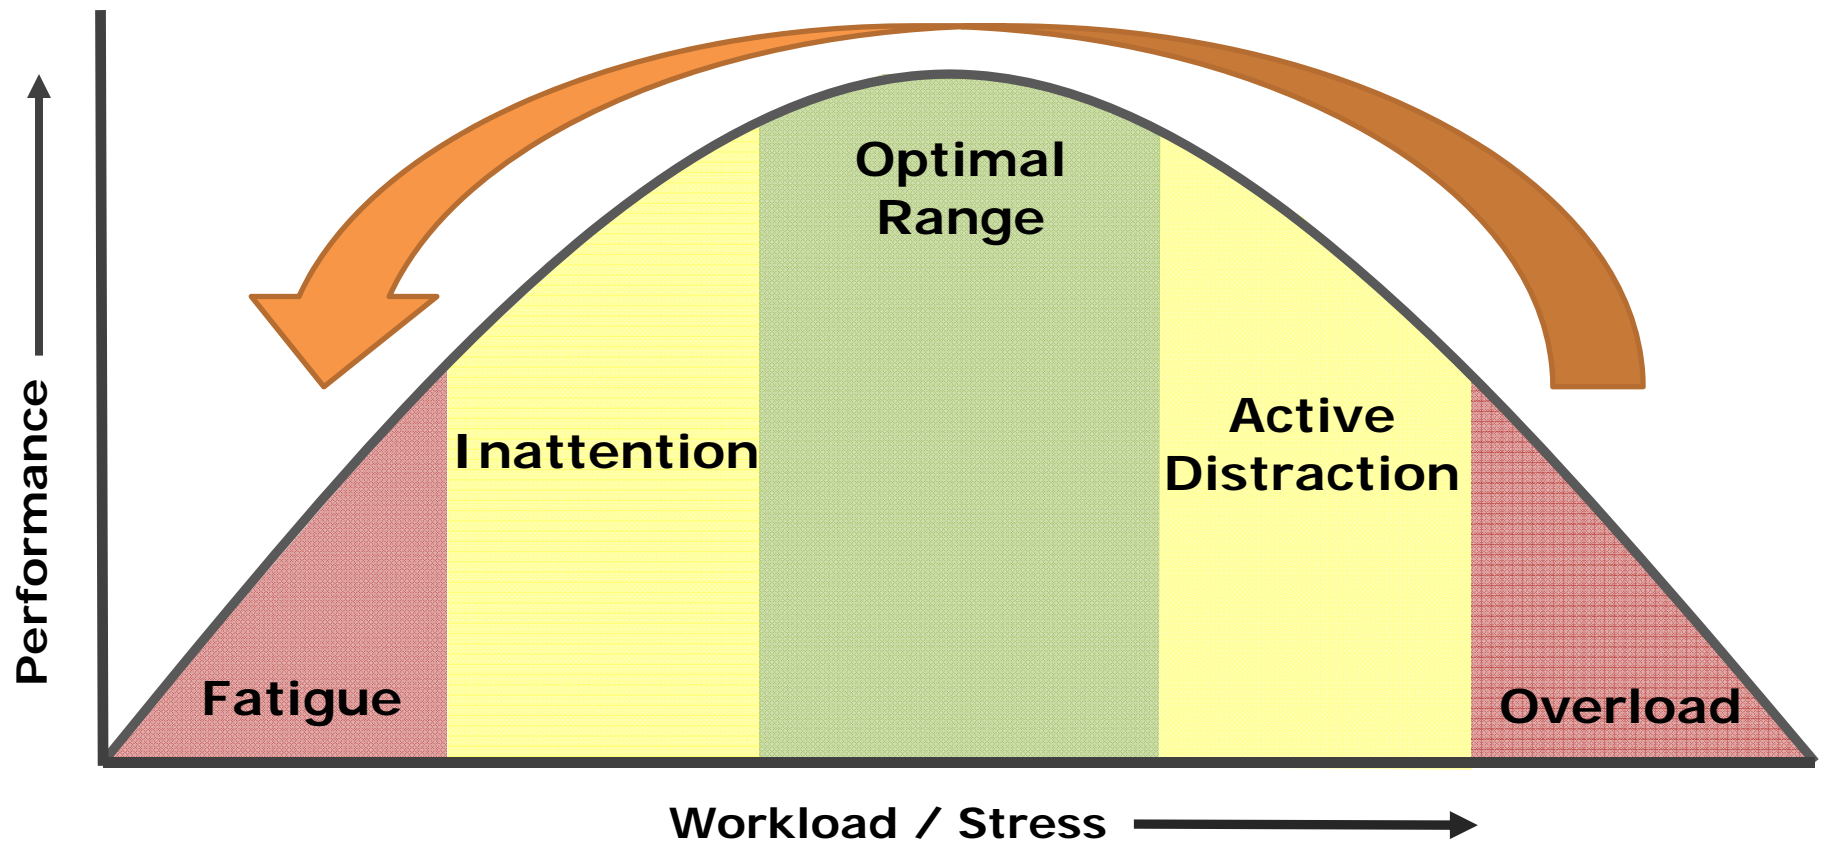 Optimal
Range
Active
Distraction
Inattention
Fatigue
Overload
Performance
Workload / Stress